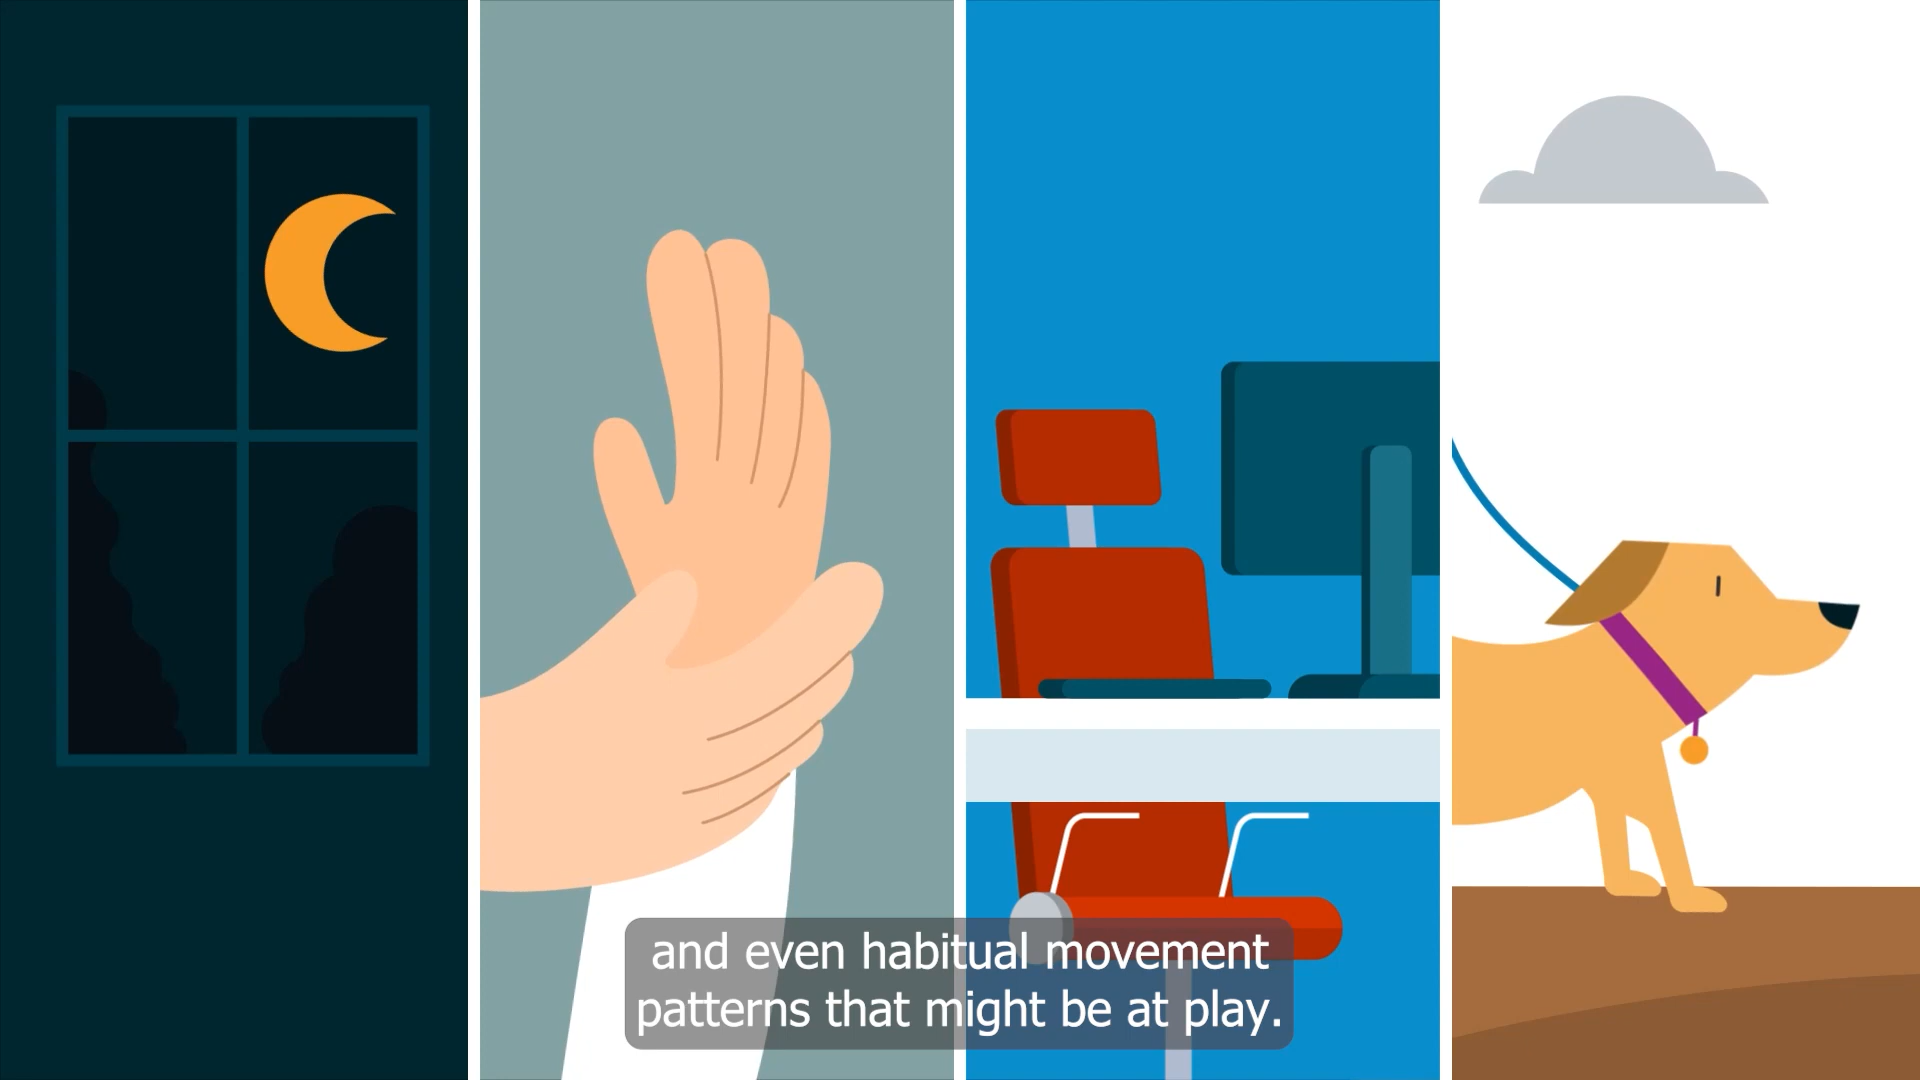 and even habitual movement
patterns that might be at play.